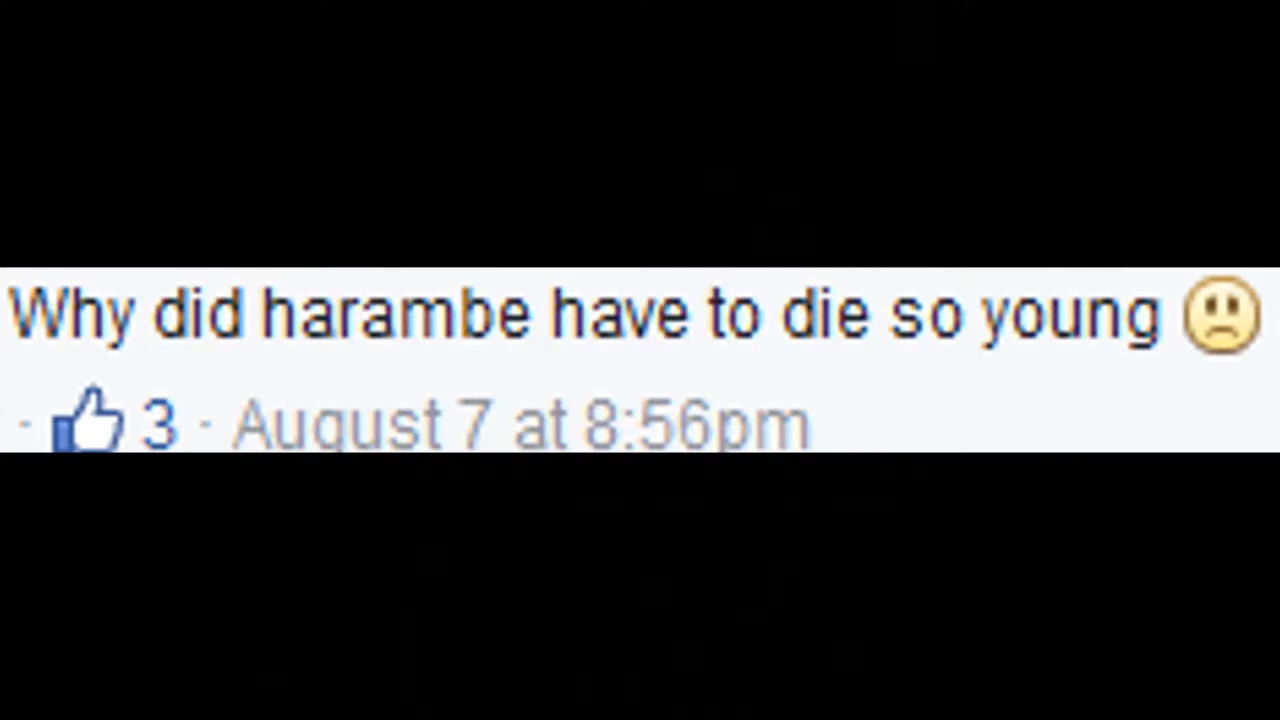 Why did harambe have to die so young 🙁
· 3 · August 7 at 8:56pm